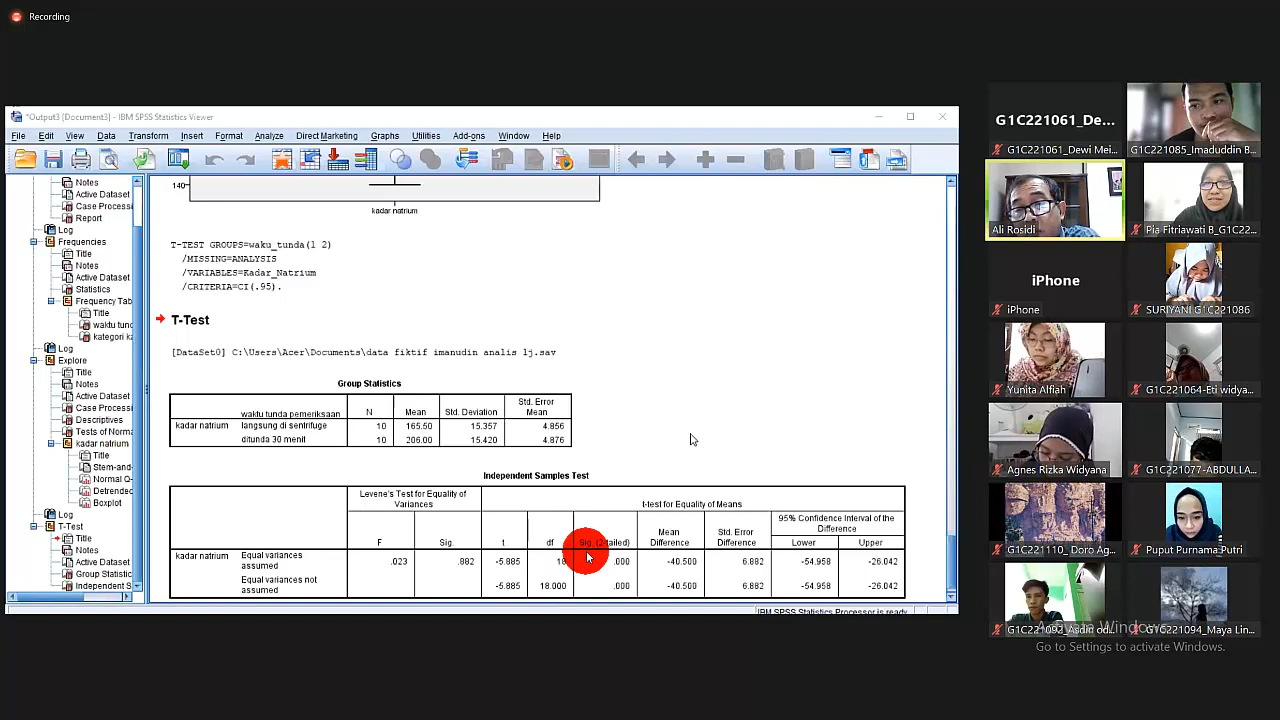 Recording
*Output3 [Document3] - IBM SPSS Statistics Viewer
File Edit View Data Transform Insert Format Analyze Direct Marketing Graphs Utilities Add-ons Window Help
Notes
Active Dataset
Case Processi
Report
Log
Frequencies
Title
Notes
Active Dataset
Statistics
Frequency Tab
Title
waktu tund
kategori ka
Log
Explore
Title
Notes
Active Dataset
Case Process
Descriptives
Tests of Norma
kadar natrium
Title
Stem-and-
Normal Q-
Detrended
Boxplot
Log
T-Test
Title
Notes
Active Dataset
Group Statistic
Independent S
140
kadar natrium
T-TEST GROUPS=waku_tunda(1 2)
/MISSING=ANALYSIS
/VARIABLES=Kadar_Natrium
/CRITERIA=CI(.95).
T-Test
[DataSet0] C:\Users\Acer\Documents\data fiktif imanudin analis lj.sav
Group Statistics
waktu tunda pemeriksaan N Mean Std. Deviation Std. Error Mean
kadar natrium langsung di sentrifuge 10 165.50 15.357 4.856
ditunda 30 menit 10 206.00 15.420 4.876
Independent Samples Test
Levene's Test for Equality of Variances t-test for Equality of Means
95% Confidence Interval of the Difference
F Sig. t df Sig. (2-tailed) Mean Difference Std. Error Difference Lower Upper
kadar natrium Equal variances assumed .023 .882 -5.885 18 .000 -40.500 6.882 -54.958 -26.042
Equal variances not assumed -5.885 18.000 .000 -40.500 6.882 -54.958 -26.042
IBM SPSS Statistics Processor is ready
G1C221061_De...
G1C221061_Dewi Mei...
G1C221085_Imaduddin B...
Ali Rosidi
Pia Fitriawati B_G1C22...
iPhone
iPhone
SURIYANI G1C221086
Yunita Alfiah
G1C221064-Eti widya...
Agnes Rizka Widyana
G1C221077-ABDULLA...
G1C221110_ Doro Ag...
Puput Purnama Putri
G1C221092_Asdin od...
G1C221094_Maya Lin...
Activate Windows
Go to Settings to activate Windows.